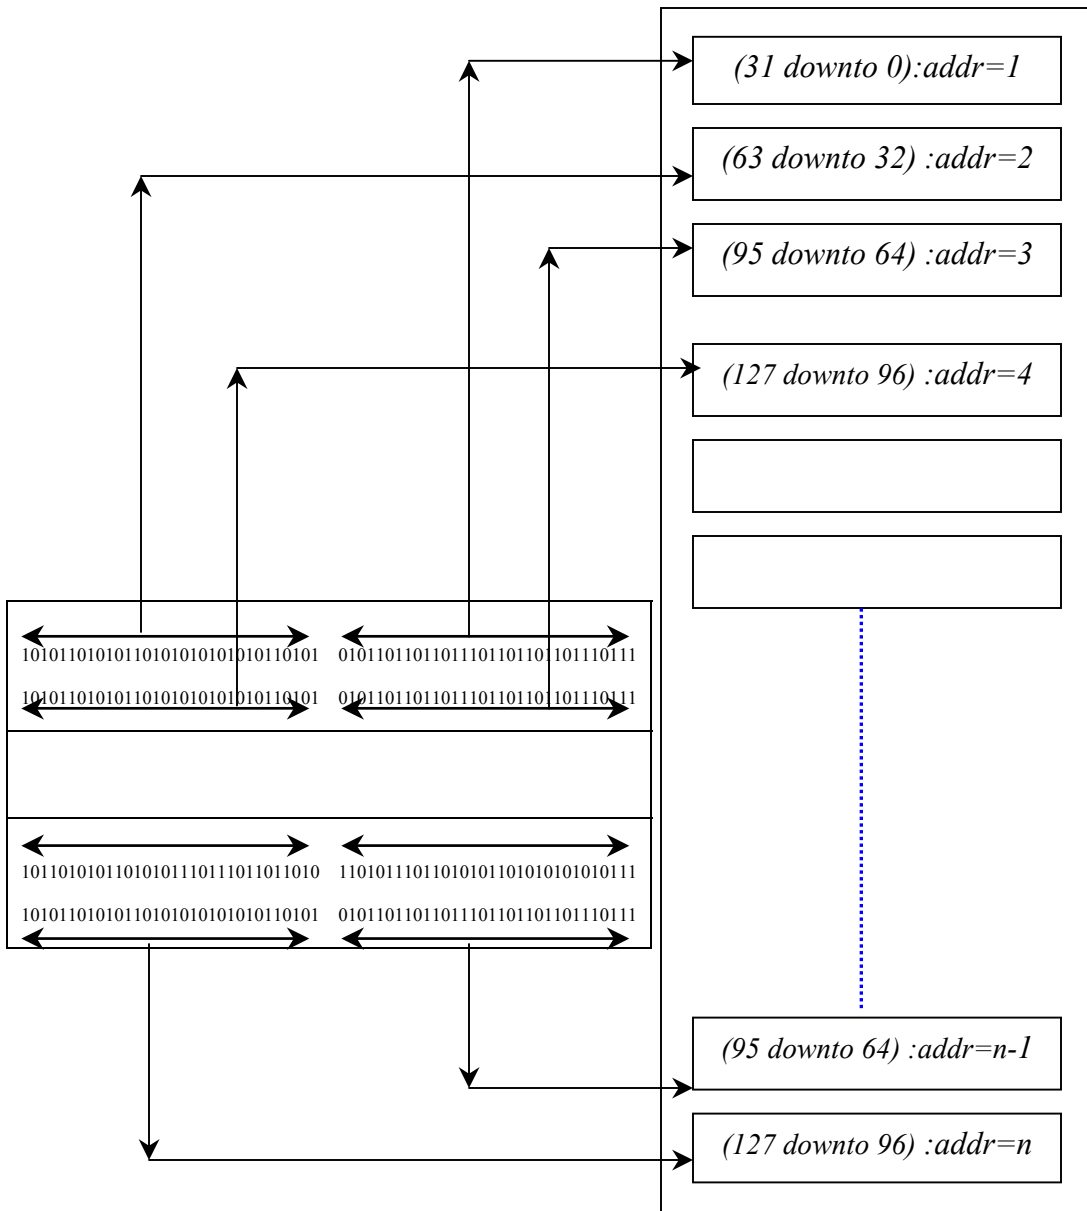 (31 downto 0):addr=1
(63 downto 32) :addr=2
(95 downto 64) :addr=3
(127 downto 96) :addr=4
10101101010110101010101010110101 01011011011011101101101101110111
10101101010110101010101010110101 01011011011011101101101101110111
10110101011010101110111011011010 11010111011010101101010101010111
10101101010110101010101010110101 01011011011011101101101101110111
(95 downto 64) :addr=n-1
(127 downto 96) :addr=n